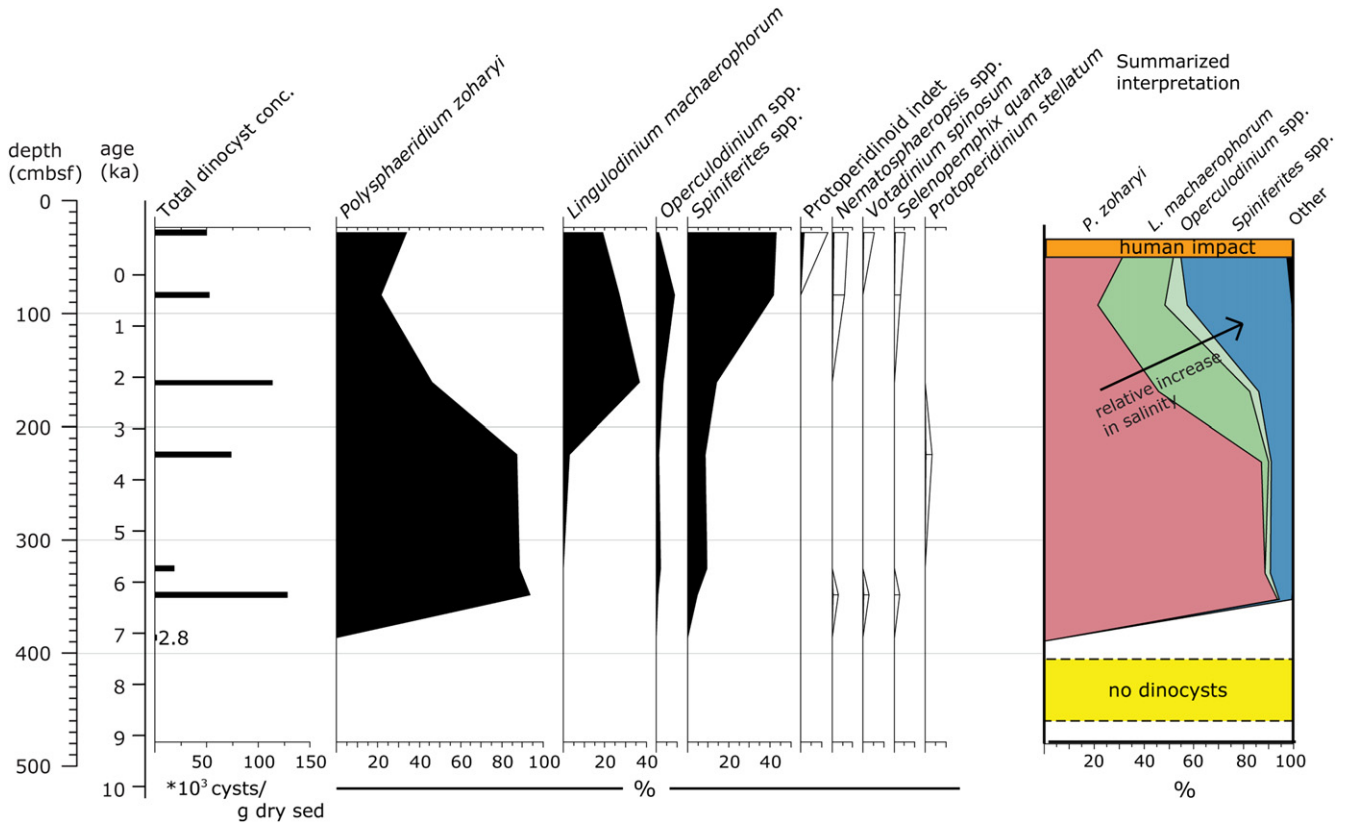 depth
(cmbsf)
age
(ka)
Total dinocyst conc.
Polysphaeridium zoharyi
Lingulodinium machaerophorum
Operculodinium spp.
Spiniferites spp.
Protoperidinoid indet
Nematosphaeropsis spp.
Votadinium spinosum
Selenopemphix quanta
Protoperidinium stellatum
Summarized
interpretation
P. zoharyi
L. machaerophorum
Operculodinium spp.
Spiniferites spp.
Other
0
100
200
300
400
500
0
1
2
3
4
5
6
7
8
9
10
2.8
human impact
relative increase
in salinity
no dinocysts
50 100 150
20 40 60 80 100
20 40
20 40
20 40 60 80 100
*10³ cysts/
g dry sed
%
%